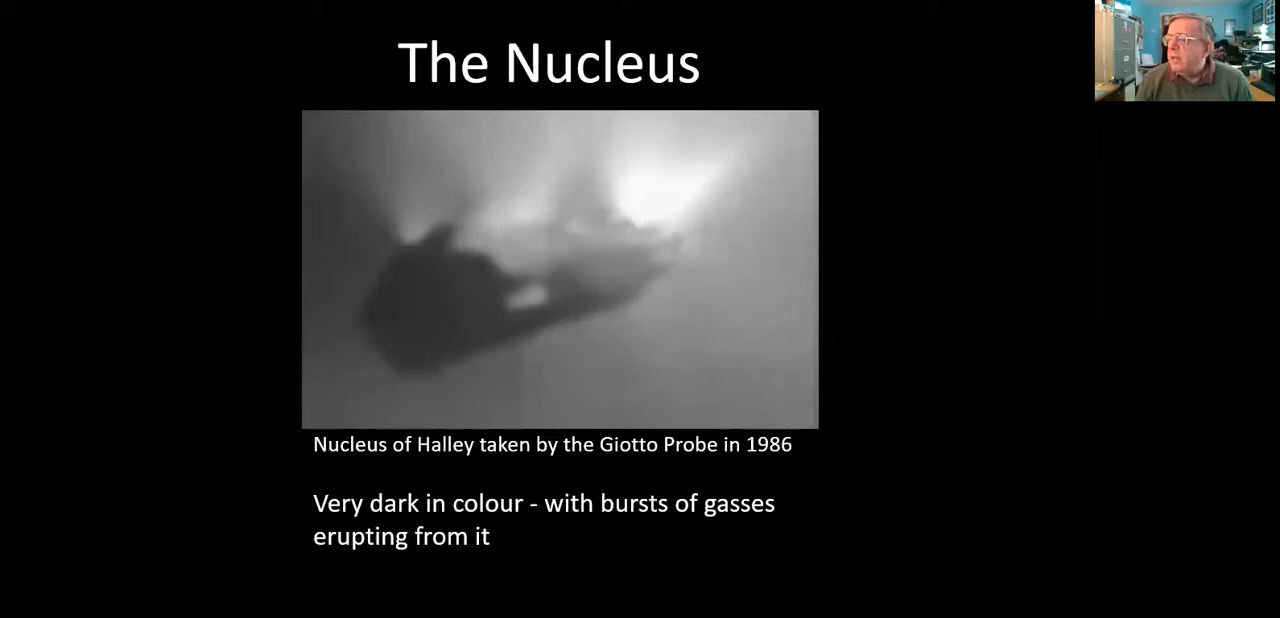 The Nucleus
Nucleus of Halley taken by the Giotto Probe in 1986
Very dark in colour - with bursts of gasses
erupting from it